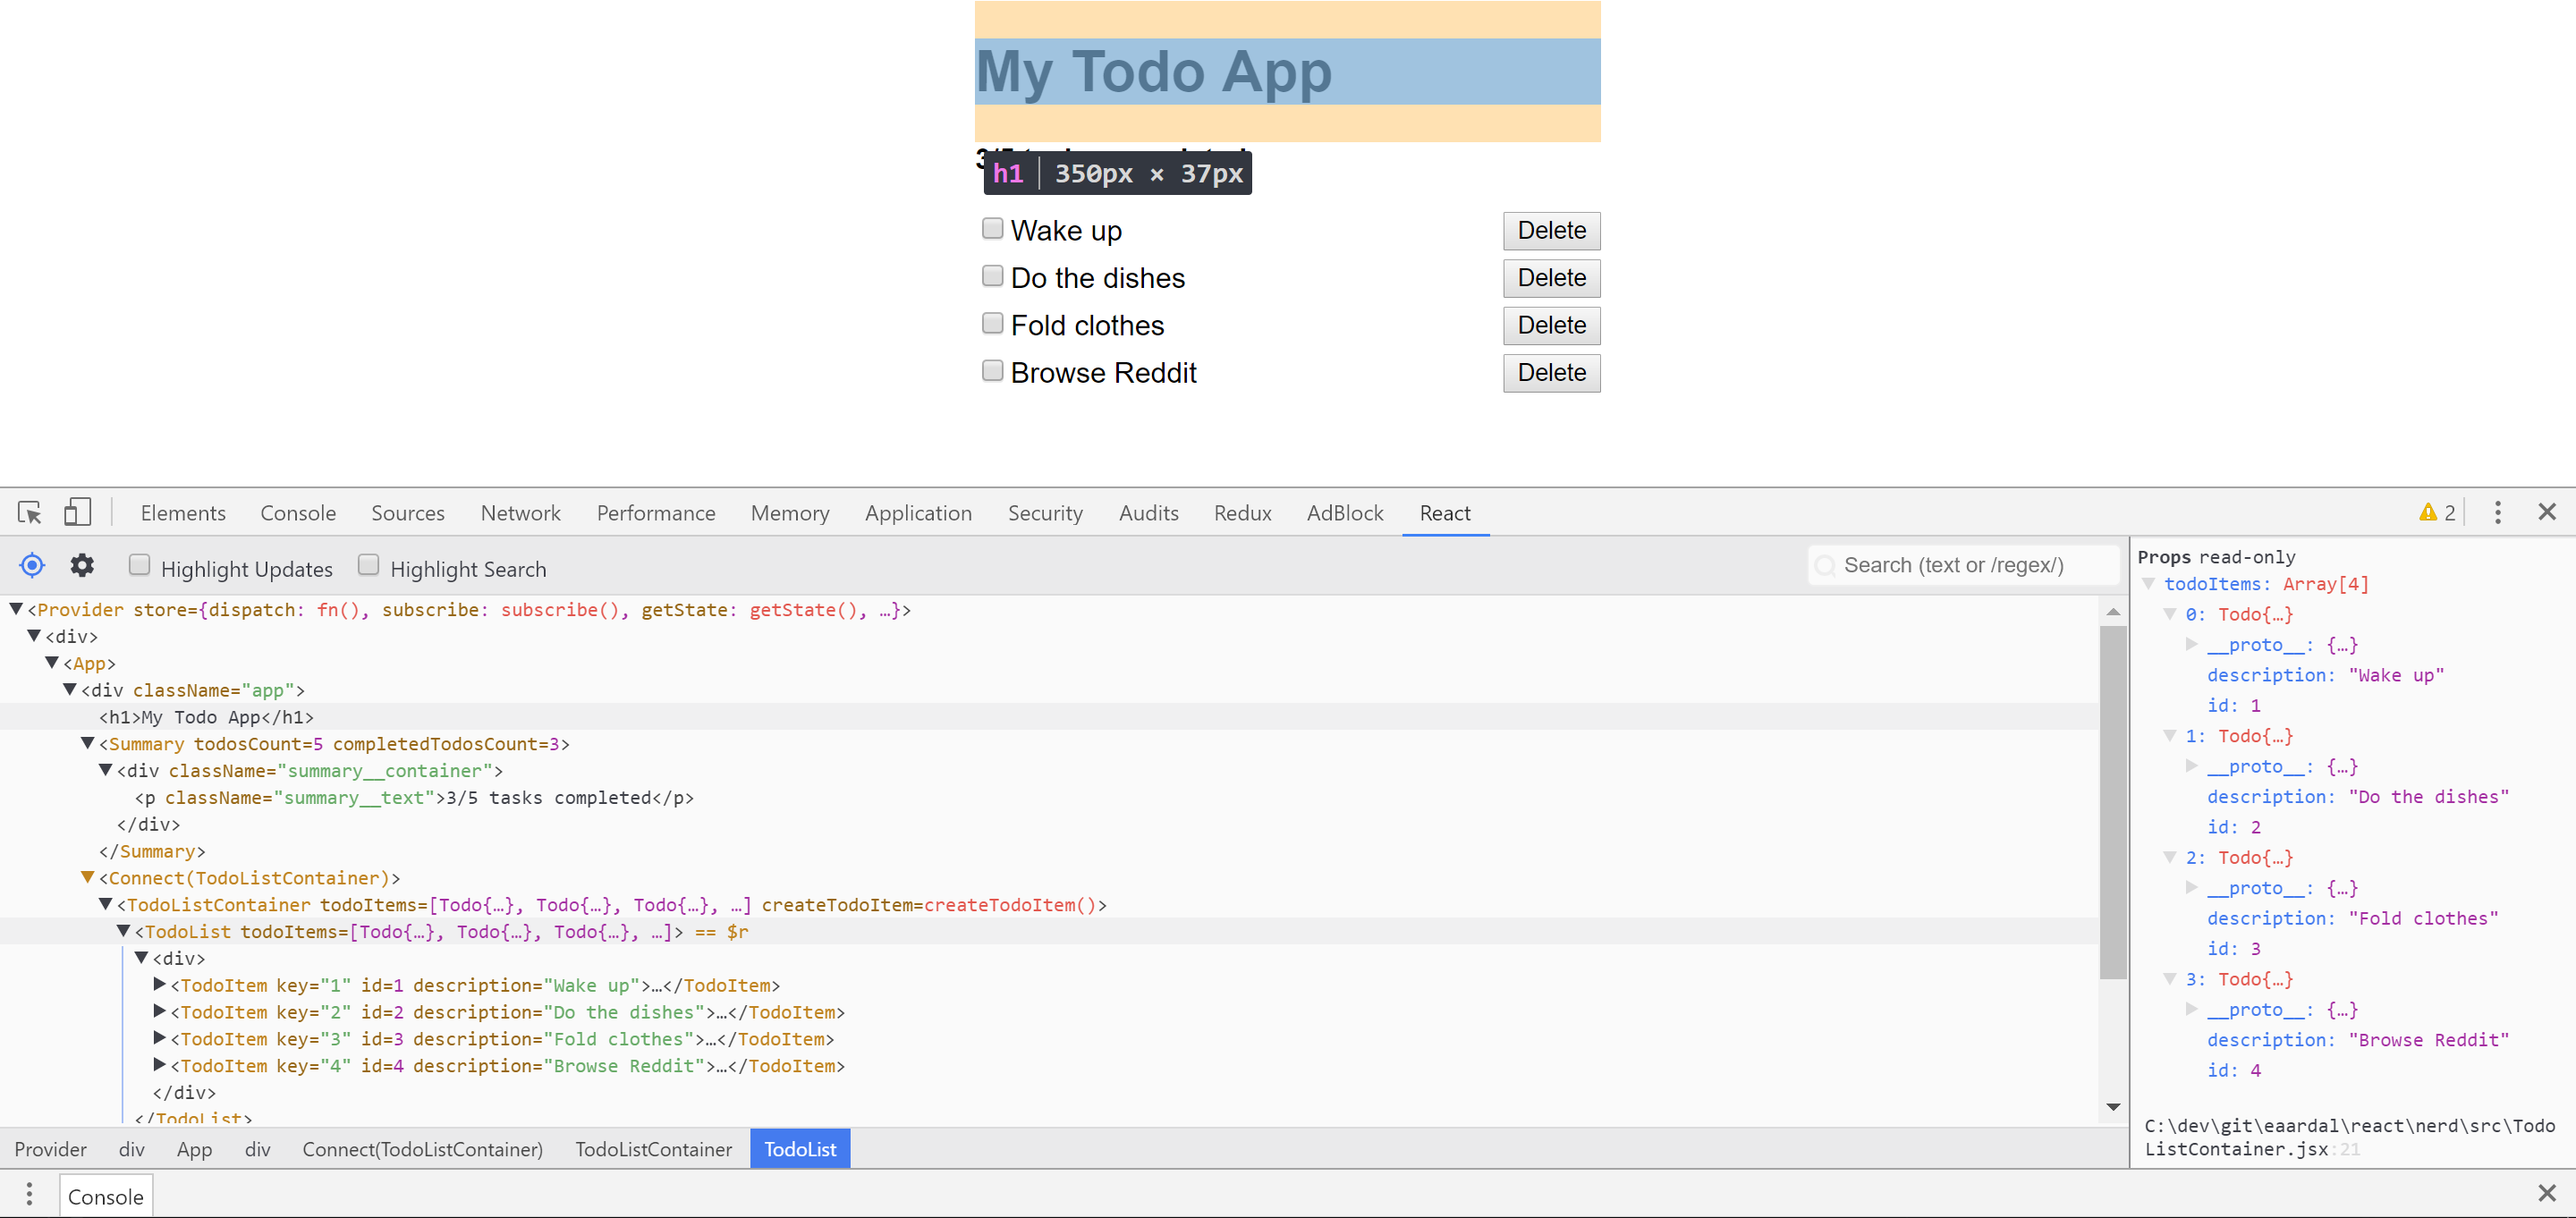 My Todo App
h1 350px × 37px
Wake up Delete
Do the dishes Delete
Fold clothes Delete
Browse Reddit Delete
Elements Console Sources Network Performance Memory Application Security Audits Redux AdBlock React 2
Highlight Updates Highlight Search Search (text or /regex/)
<Provider store={dispatch: fn(), subscribe: subscribe(), getState: getState(), …}>
<div>
<App>
<div className="app">
<h1>My Todo App</h1>
<Summary todosCount=5 completedTodosCount=3>
<div className="summary__container">
<p className="summary__text">3/5 tasks completed</p>
</div>
</Summary>
<Connect(TodoListContainer)>
<TodoListContainer todoItems=[Todo{…}, Todo{…}, Todo{…}, …] createTodoItem=createTodoItem()>
<TodoList todoItems=[Todo{…}, Todo{…}, Todo{…}, …]> == $r
<div>
<TodoItem key="1" id=1 description="Wake up">…</TodoItem>
<TodoItem key="2" id=2 description="Do the dishes">…</TodoItem>
<TodoItem key="3" id=3 description="Fold clothes">…</TodoItem>
<TodoItem key="4" id=4 description="Browse Reddit">…</TodoItem>
</div>
</TodoList>
Provider div App div Connect(TodoListContainer) TodoListContainer TodoList
Props read-only
todoItems: Array[4]
0: Todo{…}
__proto__: {…}
description: "Wake up"
id: 1
1: Todo{…}
__proto__: {…}
description: "Do the dishes"
id: 2
2: Todo{…}
__proto__: {…}
description: "Fold clothes"
id: 3
3: Todo{…}
__proto__: {…}
description: "Browse Reddit"
id: 4
C:\dev\git\eaardal\react\nerd\src\Todo
ListContainer.jsx:21
Console